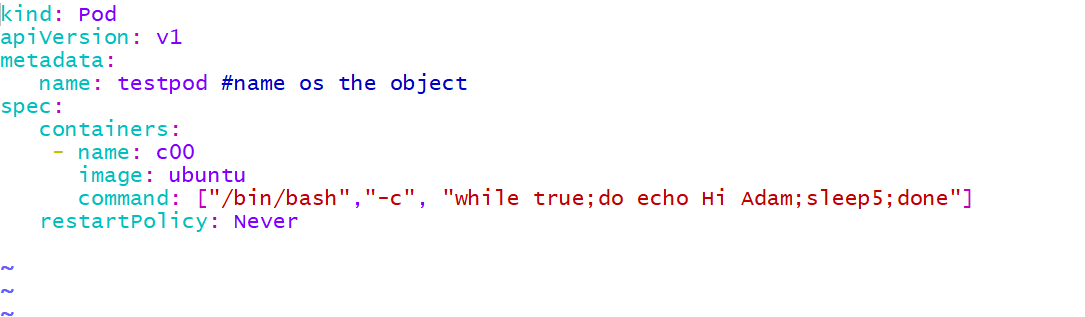 kind: Pod
apiVersion: v1
metadata:
   name: testpod #name os the object
spec:
   containers:
    - name: c00
      image: ubuntu
      command: ["/bin/bash","-c", "while true;do echo Hi Adam;sleep5;done"]
   restartPolicy: Never

~
~
~